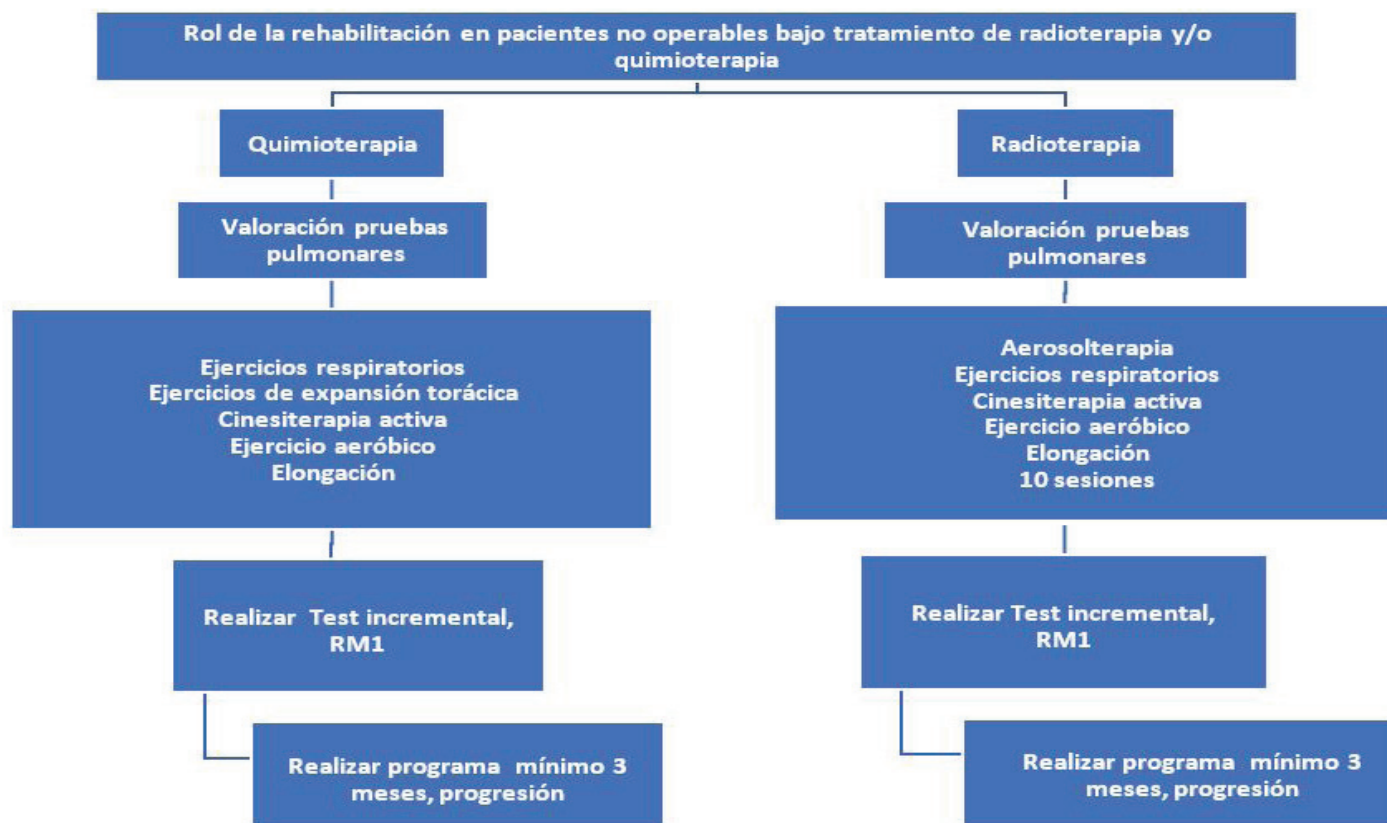 Rol de la rehabilitación en pacientes no operables bajo tratamiento de radioterapia y/o
quimioterapia
Quimioterapia
Radioterapia
Valoración pruebas
pulmonares
Valoración pruebas
pulmonares
Ejercicios respiratorios
Ejercicios de expansión torácica
Cinesiterapia activa
Ejercicio aeróbico
Elongación
Aerosolterapia
Ejercicios respiratorios
Cinesiterapia activa
Ejercicio aeróbico
Elongación
10 sesiones
Realizar Test incremental,
RM1
Realizar Test incremental,
RM1
Realizar programa mínimo 3
meses, progresión
Realizar programa mínimo 3
meses, progresión